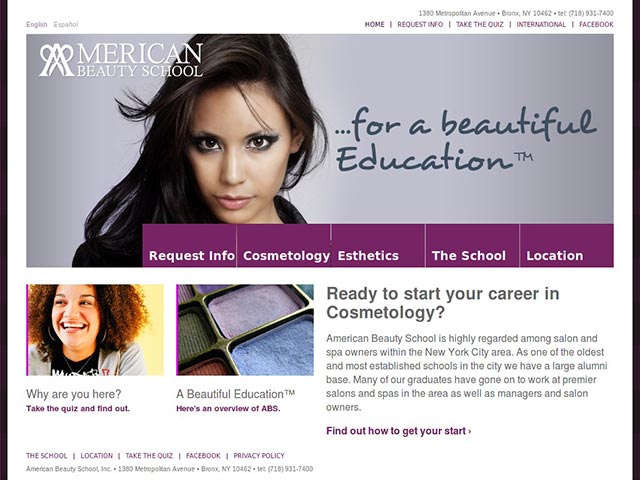 1380 Metropolitan Avenue • Bronx, NY 10462 • tel: (718) 931-7400
English Español
HOME | REQUEST INFO | TAKE THE QUIZ | INTERNATIONAL | FACEBOOK
AMERICAN
BEAUTY SCHOOL
...for a beautiful
Education™
Request Info Cosmetology Esthetics The School Location
Ready to start your career in
Cosmetology?
American Beauty School is highly regarded among salon and
spa owners within the New York City area. As one of the oldest
and most established schools in the city we have a large alumni
base. Many of our graduates have gone on to work at premier
salons and spas in the area as well as managers and salon
owners.
Find out how to get your start ›
Why are you here?
Take the quiz and find out.
A Beautiful Education™
Here's an overview of ABS.
THE SCHOOL | LOCATION | TAKE THE QUIZ | FACEBOOK | PRIVACY POLICY
American Beauty School, Inc. • 1380 Metropolitan Avenue • Bronx, NY 10462 • tel: (718) 931-7400